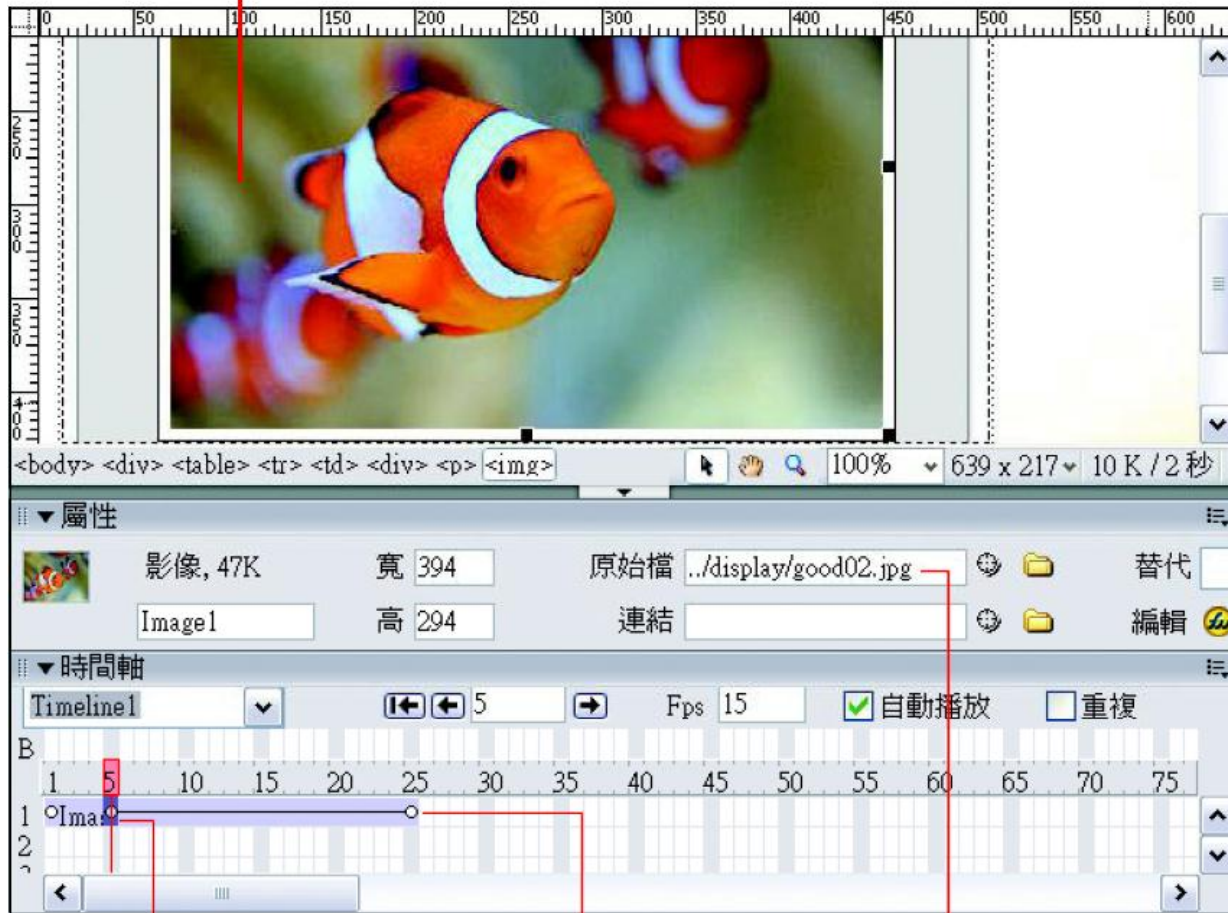 0 50 100 150 200 250 300 350 400 450 500 550 600
250
300
350
400
<body> <div> <table> <tr> <td> <div> <p> <img>
100% 639 x 217 10 K / 2 秒
屬性
影像, 47K 寬 394 原始檔 ../display/good02.jpg 替代
Image1 高 294 連結 編輯
時間軸
Timeline1 5 Fps 15 自動播放 重複
B
1 5 10 15 20 25 30 35 40 45 50 55 60 65 70 75
1 Ima
2